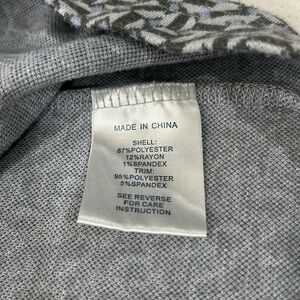 MADE IN CHINA
SHELL:
87%POLYESTER
12%RAYON
1%SPANDEX
TRIM:
95%POLYESTER
5%SPANDEX
SEE REVERSE
FOR CARE
INSTRUCTION